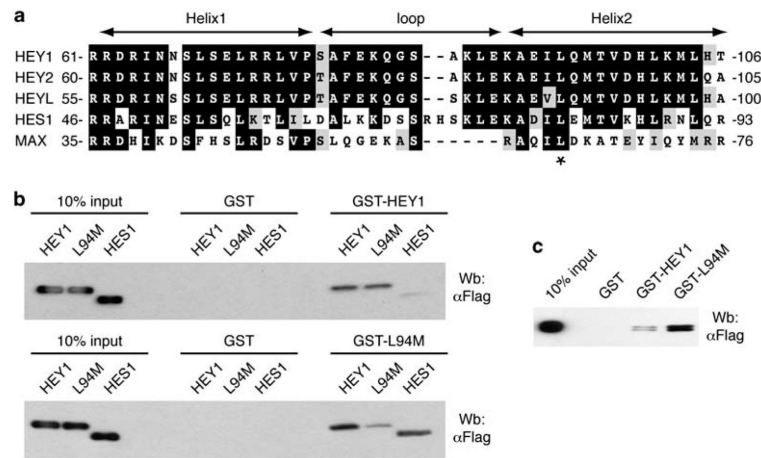 a
Helix1 loop Helix2
HEY1 61- RRDRINNSLSELRRLVPSAFEKQGS--AKLEKAEILQMTVDHLKMLHT -106
HEY2 60- RRDRINNSLSELRRLVPTAFEKQGS--AKLEKAEILQMTVDHLKMLQA -105
HEYL 55- RRDRINSSLSELRRLVPTAFEKQGS--SKLEKAEVLQMTVDHLKMLHA -100
HES1 46- RRARINESLSQLKTLILDALKKDSSRHSKLEKADILEMTVKHLRNLQR -93
MAX 35- RRDHIKDSFHSLRDSVPSLQGEKAS------RAQILDKATEYIQYMRR -76
*
b
10% input GST GST-HEY1
HEY1 L94M HES1 HEY1 L94M HES1 HEY1 L94M HES1
Wb:
αFlag
10% input GST GST-L94M
HEY1 L94M HES1 HEY1 L94M HES1 HEY1 L94M HES1
Wb:
αFlag
c
10% input GST GST-HEY1 GST-L94M
Wb:
αFlag